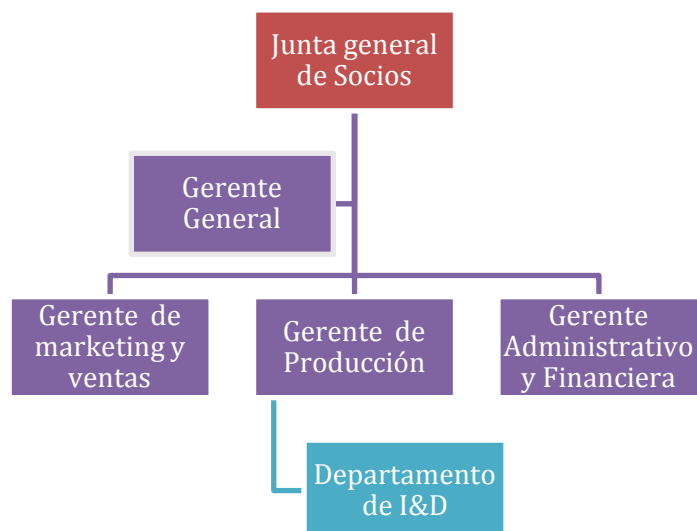 Junta general
de Socios
Gerente
General
Gerente de
marketing y
ventas
Gerente de
Producción
Gerente
Administrativo
y Financiera
Departamento
de I&D